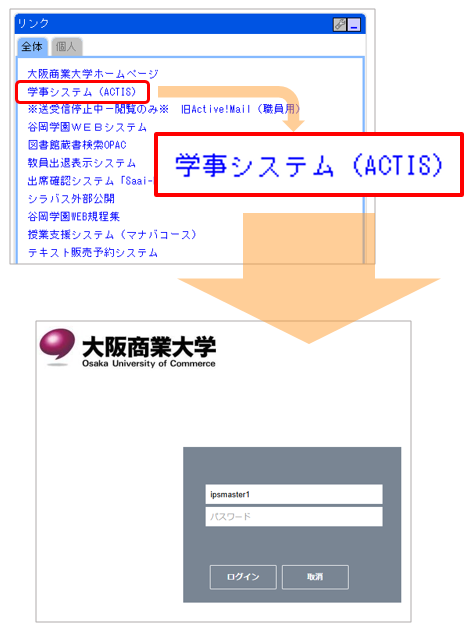 リンク
全体 個人
大阪商業大学ホームページ
学事システム（ACTIS）
※送受信停止中－閲覧のみ※　旧Active!Mail（職員用）
谷岡学園ＷＥＢシステム
図書館蔵書検索OPAC
教員出退表示システム
出席確認システム「Saai-
シラバス外部公開
谷岡学園WEB規程集
授業支援システム（マナバコース）
テキスト販売予約システム
学事システム（ACTIS）
大阪商業大学
Osaka University of Commerce
ipsmaster1
パスワード
ログイン 取消